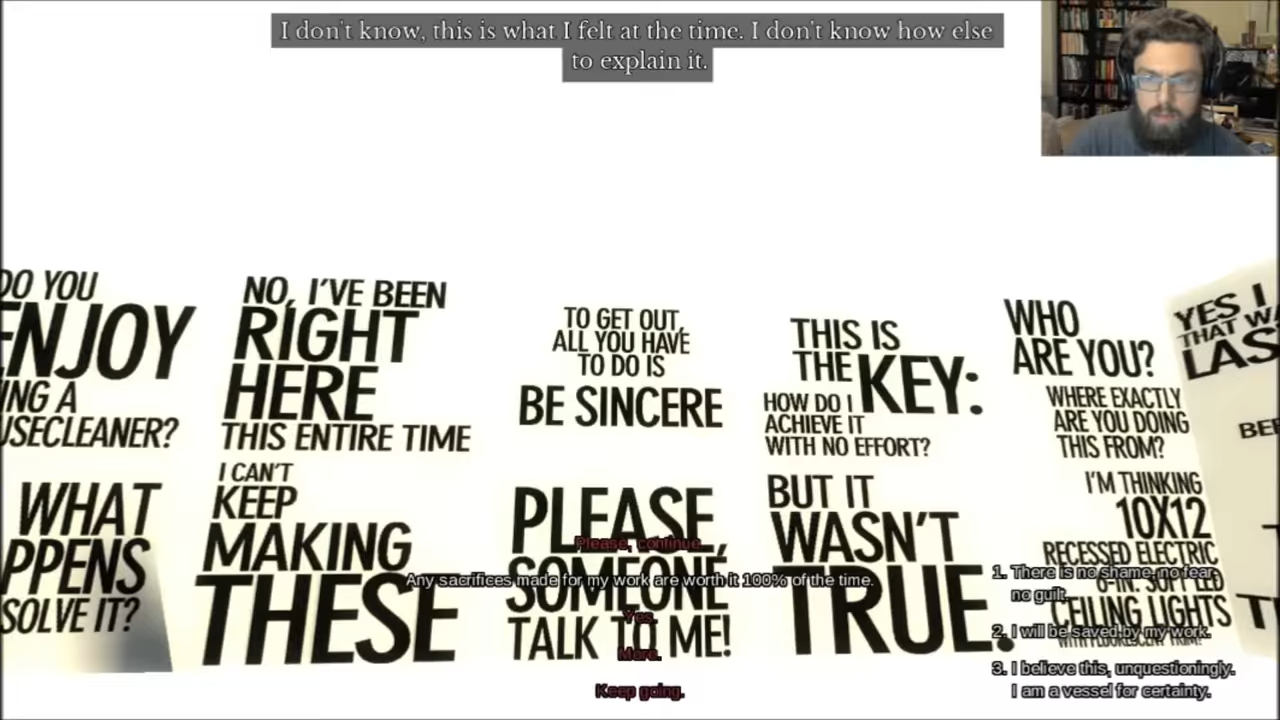 I don't know, this is what I felt at the time. I don't know how else
to explain it.
DO YOU
ENJOY
A
WHAT
SOLVE IT?
NO, I'VE BEEN
RIGHT
HERE
THIS ENTIRE TIME
I CAN'T
KEEP
MAKING
THESE
TO GET OUT,
ALL YOU HAVE
TO DO IS
BE SINCERE
PLEASE,
SOMEONE
TALK TO ME!
THIS IS
THE KEY:
HOW DO I
ACHIEVE IT
WITH NO EFFORT?
BUT IT
WASN'T
TRUE.
WHO
ARE YOU?
WHERE EXACTLY
ARE YOU DOING
THIS FROM?
I'M THINKING
10X12
RECESSED ELECTRIC
6-IN. SOFT LED
CEILING LIGHTS
YES I
THAT
Please, continue.
Any sacrifices made for my work are worth it 100% of the time.
Yes.
More.
Keep going.
1. There is no shame, no fear,
no guilt.
2. I will be saved by my work.
3. I believe this, unquestioningly.
I am a vessel for certainty.